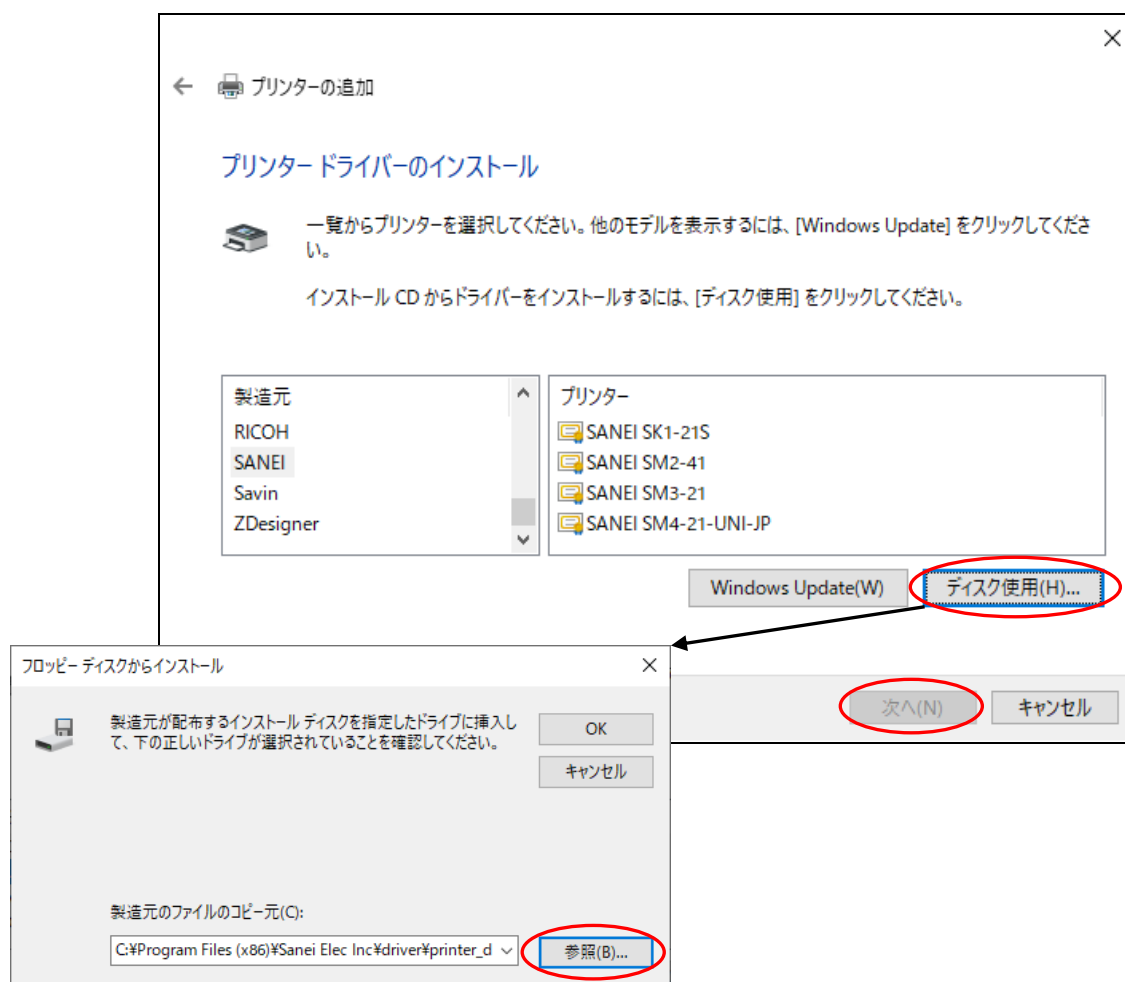 プリンターの追加
プリンター ドライバーのインストール
一覧からプリンターを選択してください。他のモデルを表示するには、[Windows Update] をクリックしてくださ
い。
インストール CD からドライバーをインストールするには、[ディスク使用] をクリックしてください。
製造元
RICOH
SANEI
Savin
ZDesigner
プリンター
SANEI SK1-21S
SANEI SM2-41
SANEI SM3-21
SANEI SM4-21-UNI-JP
Windows Update(W)
ディスク使用(H)...
次へ(N)
キャンセル
フロッピー ディスクからインストール
製造元が配布するインストール ディスクを指定したドライブに挿入し
て、下の正しいドライブが選択されていることを確認してください。
OK
キャンセル
製造元のファイルのコピー元(C):
C:¥Program Files (x86)¥Sanei Elec Inc¥driver¥printer_d
参照(B)...